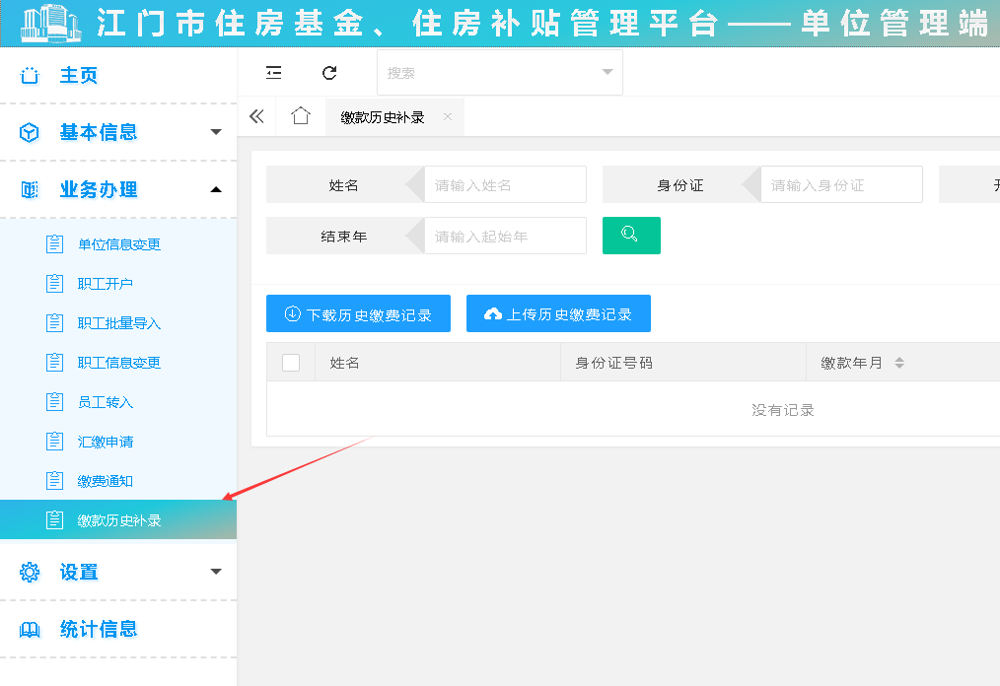 江门市住房基金、住房补贴管理平台——单位管理端
主页
搜索
缴款历史补录
基本信息
业务办理
姓名 请输入姓名 身份证 请输入身份证
结束年 请输入起始年
单位信息变更
职工开户
职工批量导入
职工信息变更
员工转入
汇缴申请
缴费通知
缴款历史补录
设置
统计信息
下载历史缴费记录 上传历史缴费记录
姓名 身份证号码 缴款年月
没有记录